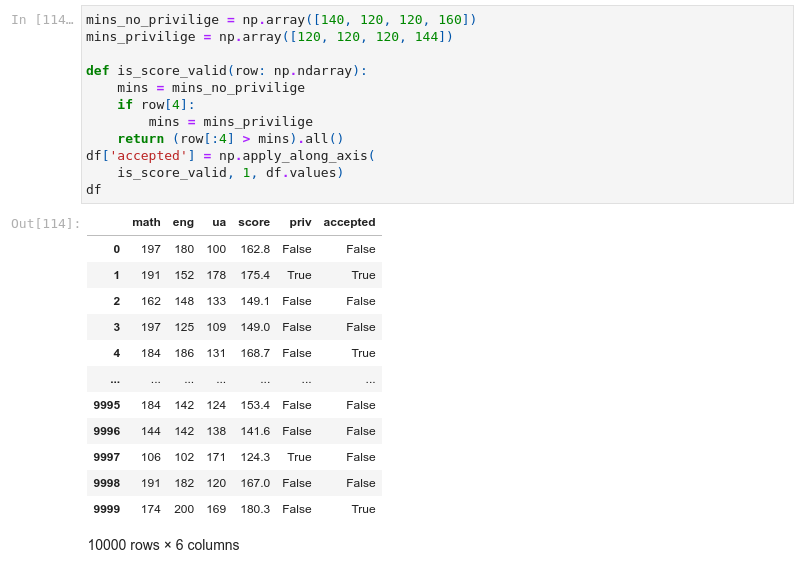 In [114…
mins_no_privilige = np.array([140, 120, 120, 160])
mins_privilige = np.array([120, 120, 120, 144])
def is_score_valid(row: np.ndarray):
    mins = mins_no_privilige
    if row[4]:
        mins = mins_privilige
    return (row[:4] > mins).all()
df['accepted'] = np.apply_along_axis(
    is_score_valid, 1, df.values)
df
Out[114]:
math eng ua score priv accepted
0 197 180 100 162.8 False False
1 191 152 178 175.4 True True
2 162 148 133 149.1 False False
3 197 125 109 149.0 False False
4 184 186 131 168.7 False True
... ... ... ... ... ... ...
9995 184 142 124 153.4 False False
9996 144 142 138 141.6 False False
9997 106 102 171 124.3 True False
9998 191 182 120 167.0 False False
9999 174 200 169 180.3 False True
10000 rows × 6 columns